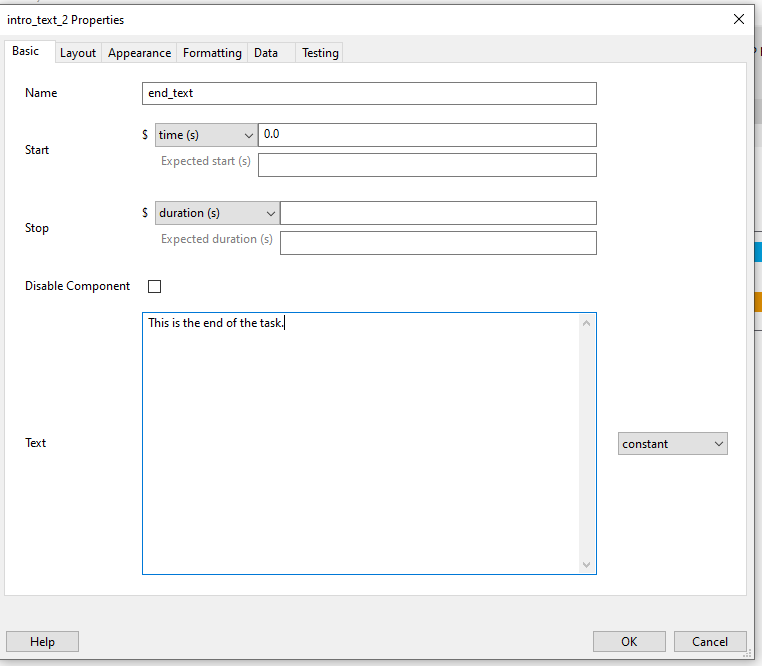 intro_text_2 Properties
Basic Layout Appearance Formatting Data Testing
Name end_text
Start $ time (s) 0.0
Expected start (s)
Stop $ duration (s)
Expected duration (s)
Disable Component
This is the end of the task.
Text constant
Help OK Cancel